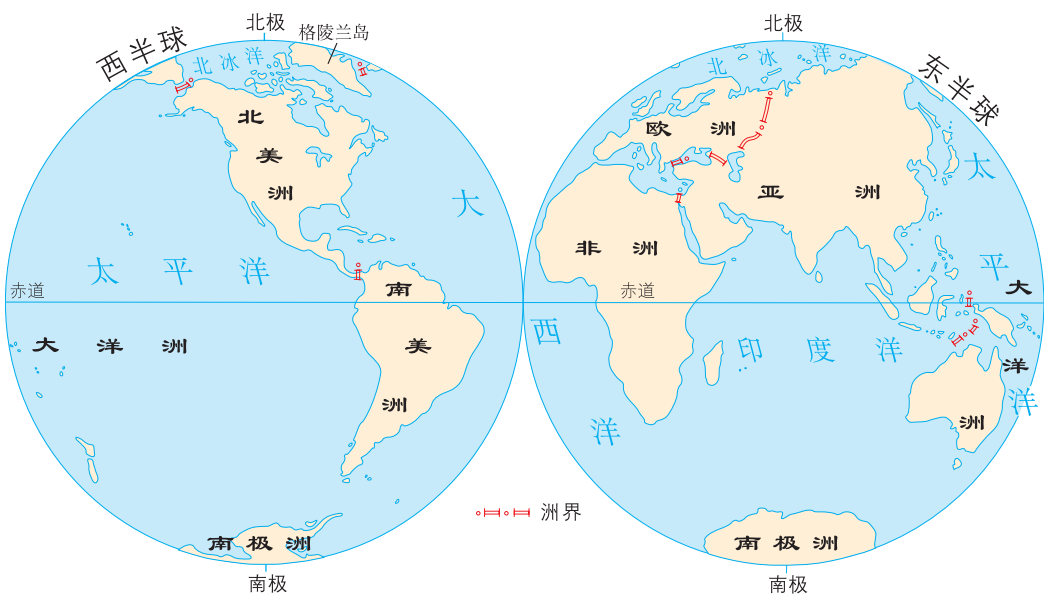 西半球
北极
格陵兰岛
北冰洋
北
美
洲
大
太平洋
赤道
南
美
洲
大洋洲
南极洲
南极
东半球
北极
北冰洋
欧洲
亚洲
太
平
洋
非洲
赤道
大
洋
洲
西
洋
印度洋
南极洲
南极
洲界